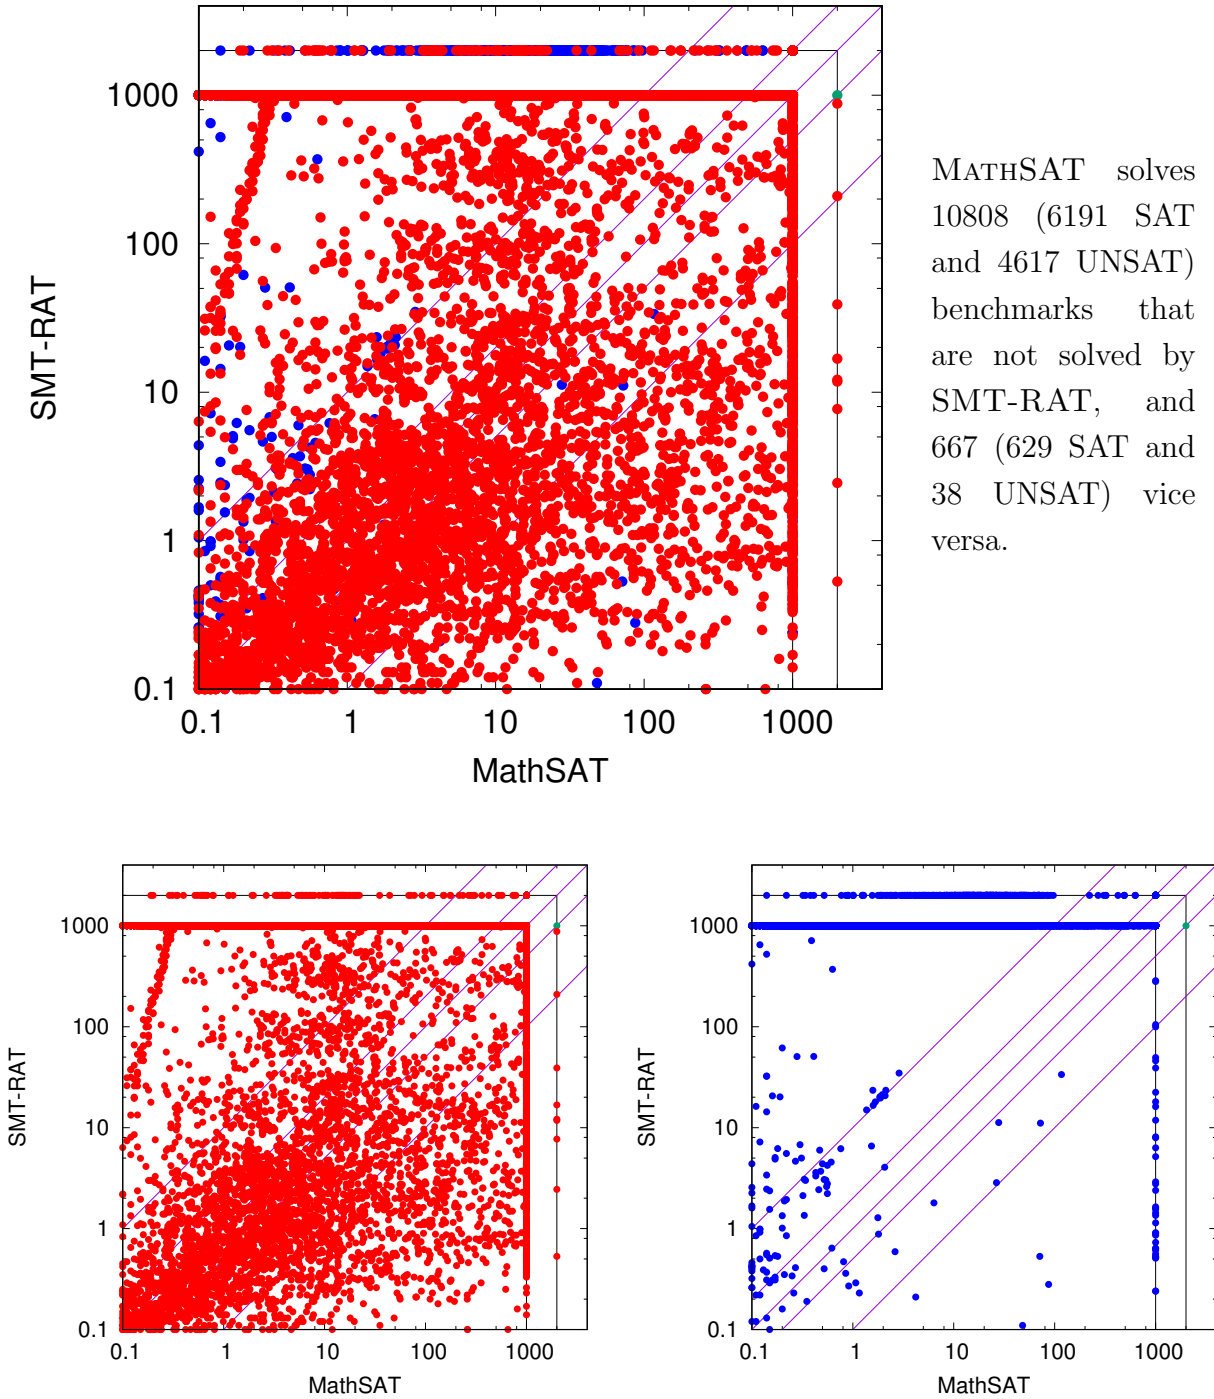 1000
100
10
1
0.1
SMT-RAT
0.1 1 10 100 1000
MathSAT
MATHSAT solves
10808 (6191 SAT
and 4617 UNSAT)
benchmarks that
are not solved by
SMT-RAT, and
667 (629 SAT and
38 UNSAT) vice
versa.
1000
100
10
1
0.1
SMT-RAT
0.1 1 10 100 1000
MathSAT
1000
100
10
1
0.1
SMT-RAT
0.1 1 10 100 1000
MathSAT